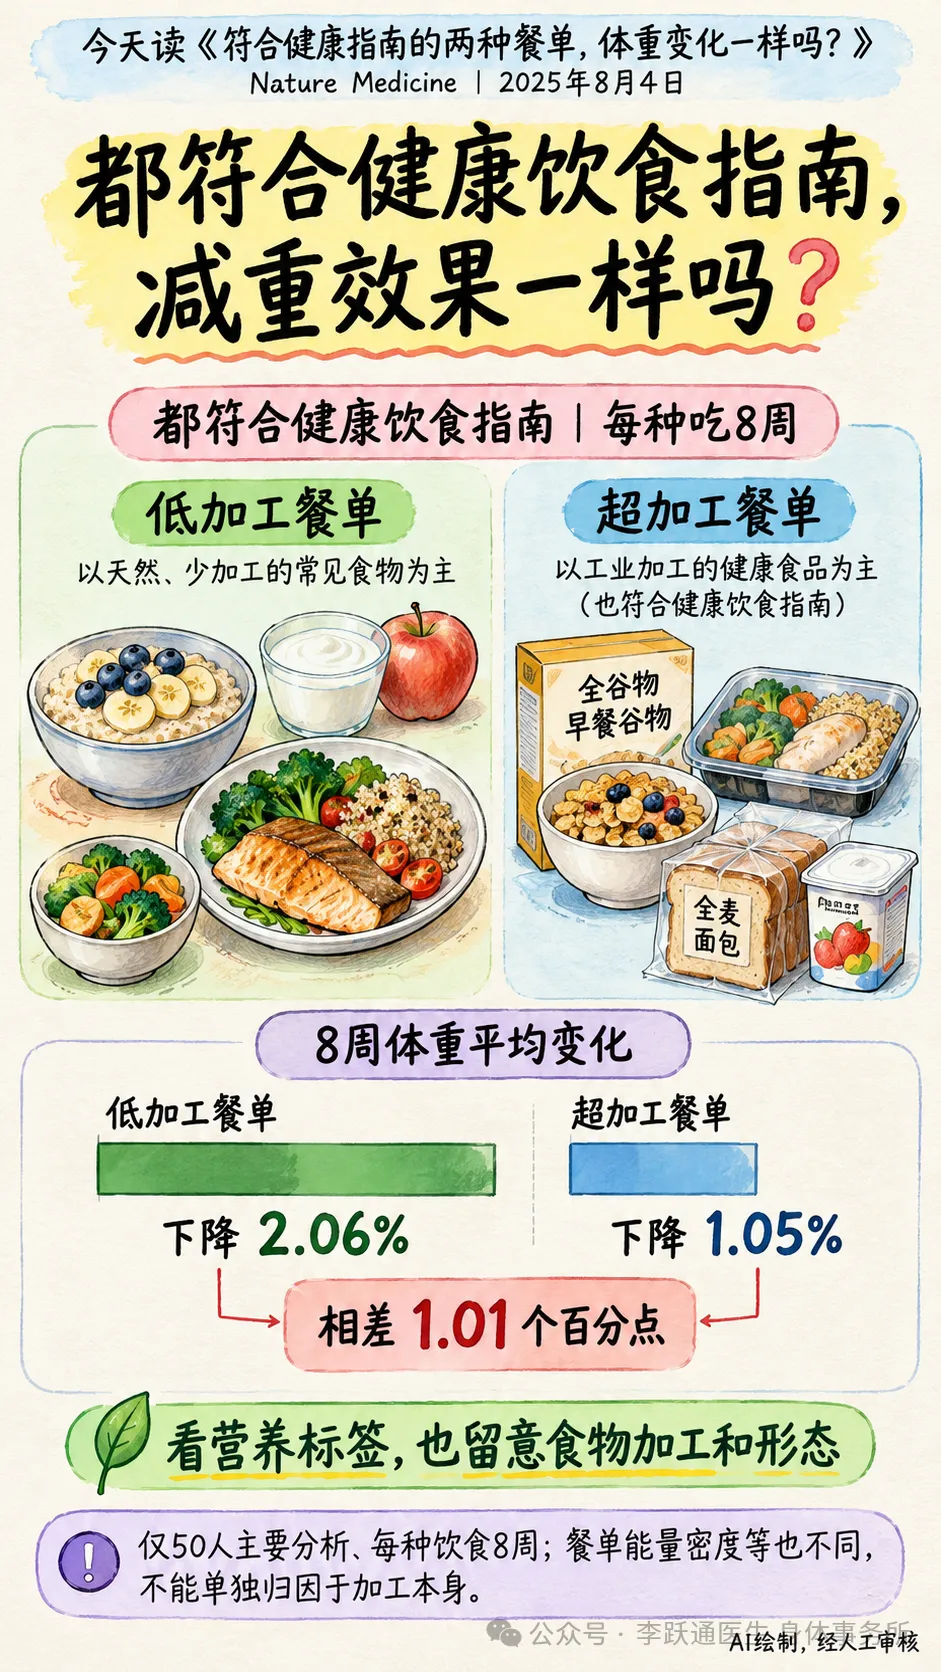 今天读《符合健康指南的两种餐单,体重变化一样吗?》
Nature Medicine | 2025年8月4日
都符合健康饮食指南,
减重效果一样吗?
都符合健康饮食指南 | 每种吃8周
低加工餐单
以天然、少加工的常见食物为主
超加工餐单
以工业加工的健康食品为主
(也符合健康饮食指南)
全谷物
早餐谷物
全麦
面包
8周体重平均变化
低加工餐单
下降 2.06%
超加工餐单
下降 1.05%
相差 1.01 个百分点
看营养标签,也留意食物加工和形态
仅50人主要分析、每种饮食8周;餐单能量密度等也不同,
不能单独归因于加工本身。
公众号 · 李跃通医生 身体事务所
AI绘制,经人工审核